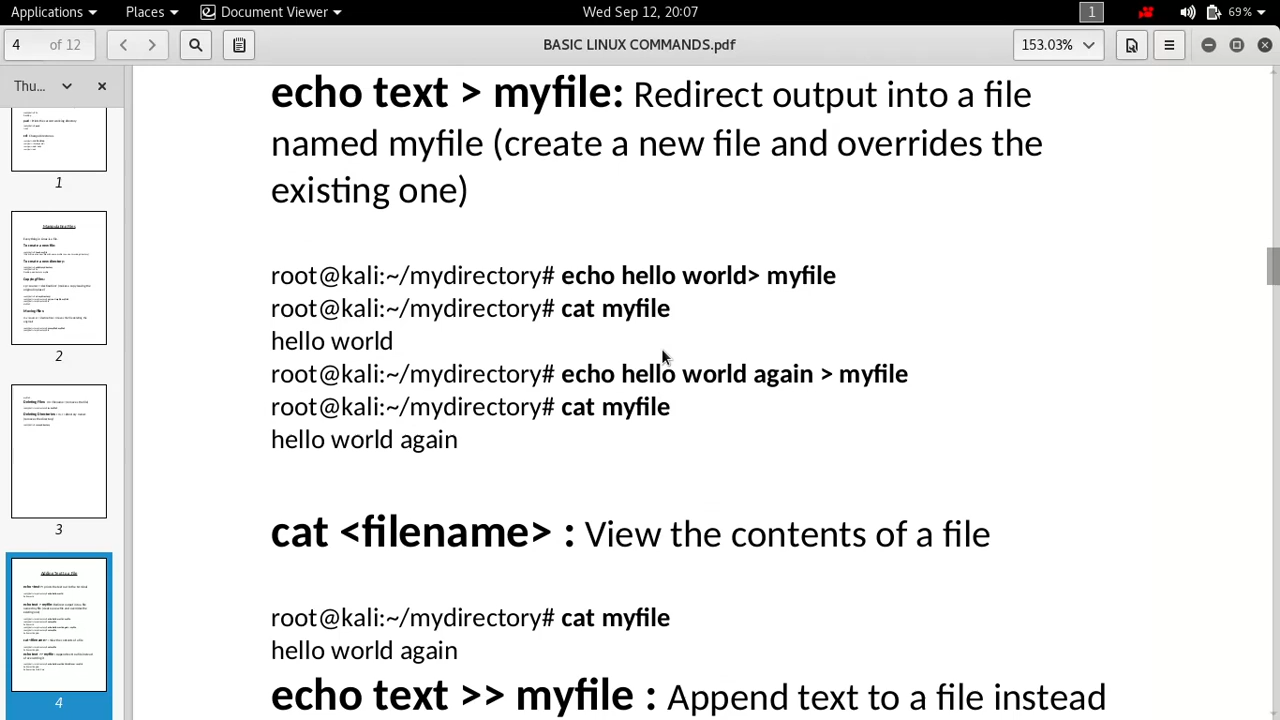 Applications Places Document Viewer Wed Sep 12, 20:07 1 69%
4 of 12 BASIC LINUX COMMANDS.pdf 153.03%
Thu...
1
2
3
4
echo text > myfile: Redirect output into a file
named myfile (create a new file and overrides the
existing one)
root@kali:~/mydirectory# echo hello world> myfile
root@kali:~/mydirectory# cat myfile
hello world
root@kali:~/mydirectory# echo hello world again > myfile
root@kali:~/mydirectory# cat myfile
hello world again
cat <filename> : View the contents of a file
root@kali:~/mydirectory# cat myfile
hello world again
echo text >> myfile : Append text to a file instead